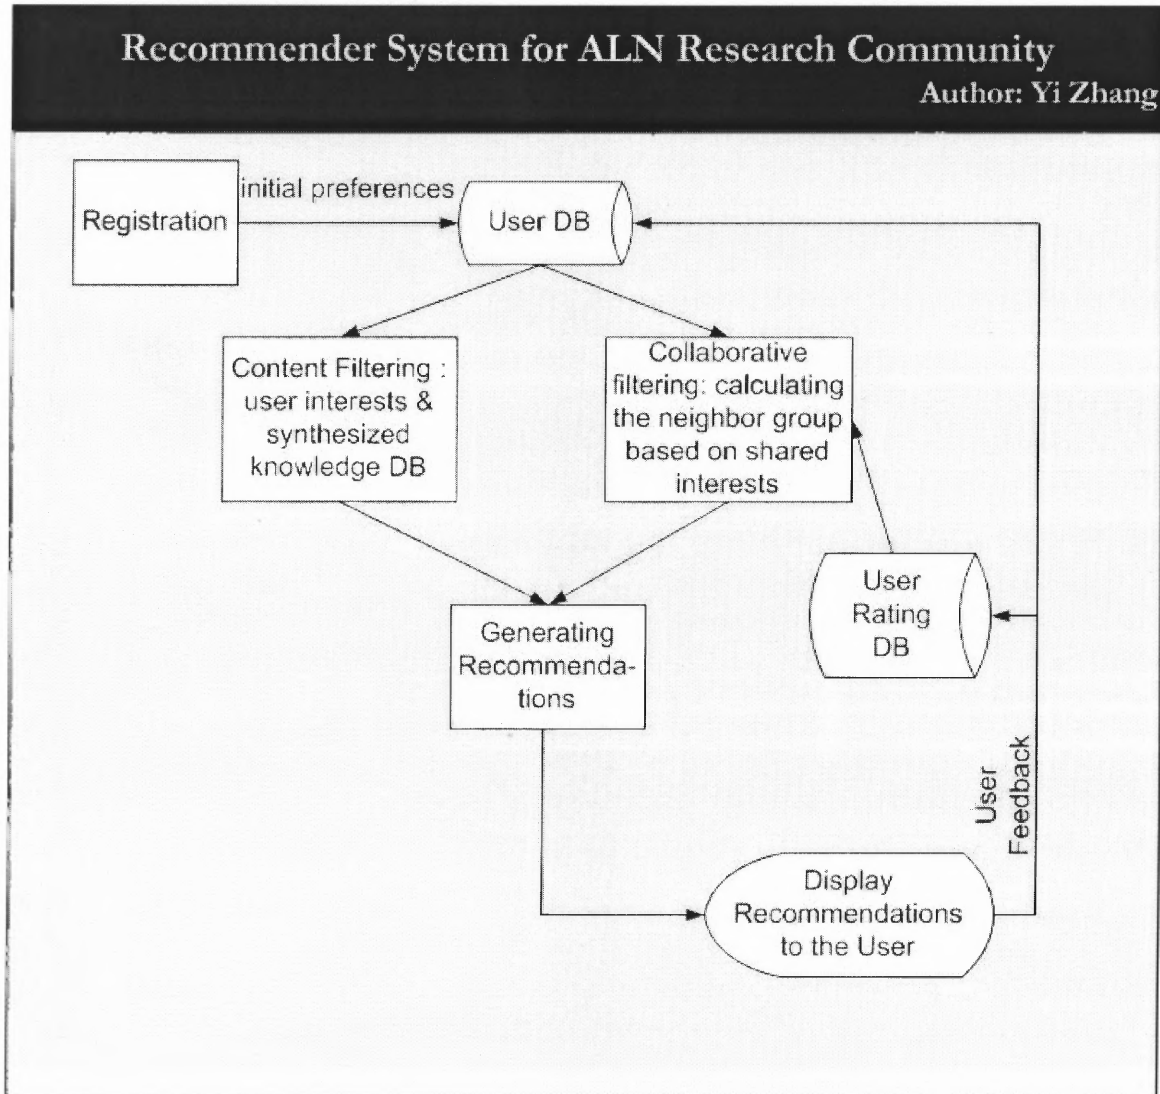 Recommender System for ALN Research Community
Author: Yi Zhang
Registration
initial preferences
User DB
Content Filtering :
user interests &
synthesized
knowledge DB
Collaborative
filtering: calculating
the neighbor group
based on shared
interests
User
Rating
DB
Generating
Recommenda-
tions
User
Feedback
Display
Recommendations
to the User